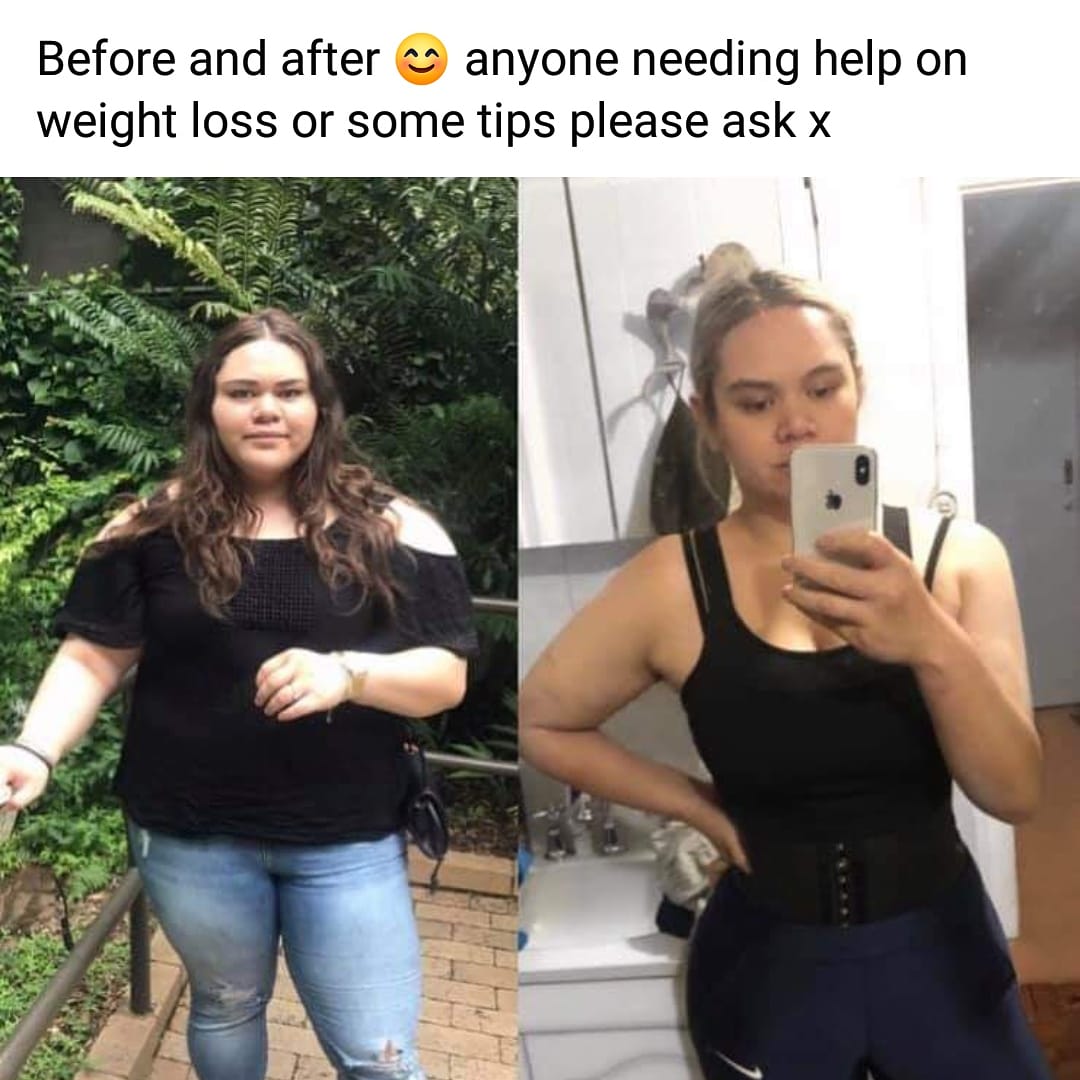 Before and after 😊 anyone needing help on
weight loss or some tips please ask x